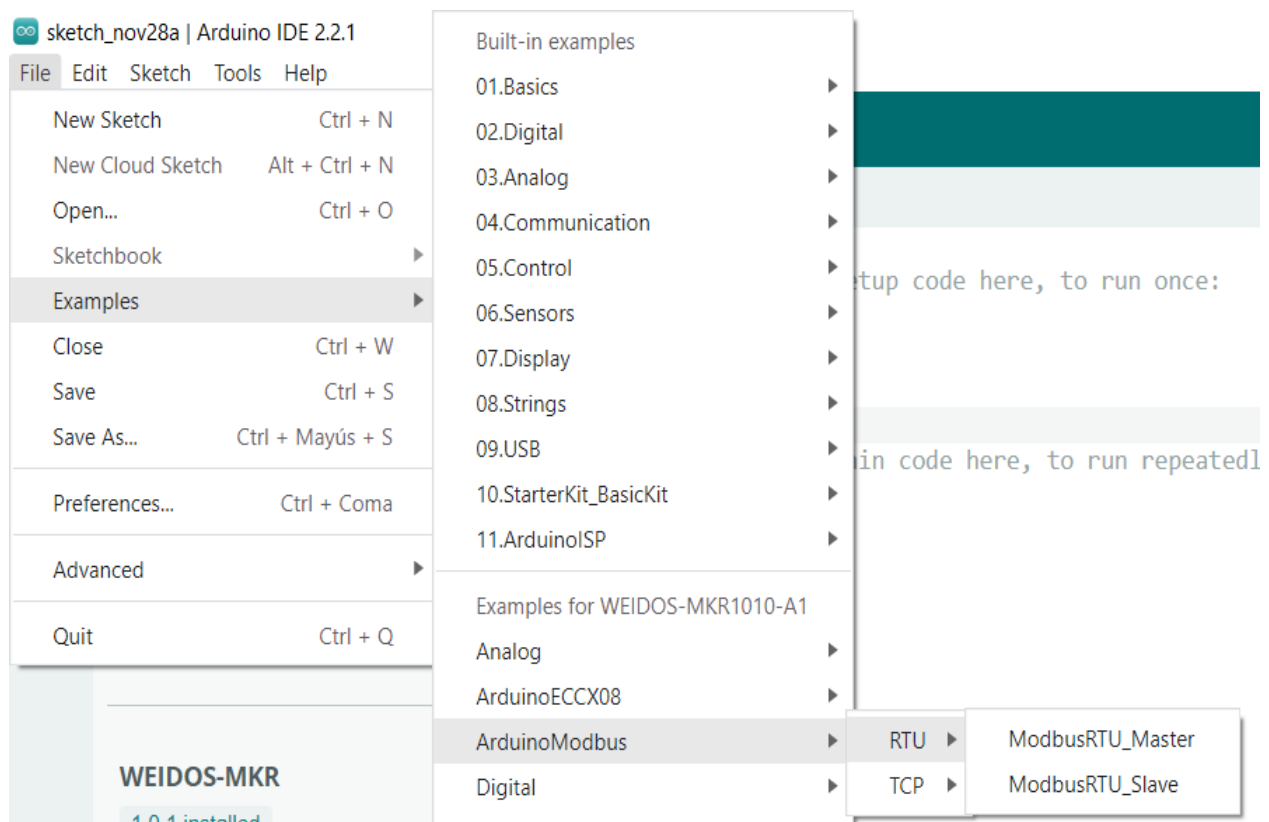 sketch_nov28a | Arduino IDE 2.2.1
File Edit Sketch Tools Help
New Sketch Ctrl + N
New Cloud Sketch Alt + Ctrl + N
Open... Ctrl + O
Sketchbook
Examples
Close Ctrl + W
Save Ctrl + S
Save As... Ctrl + Mayús + S
Preferences... Ctrl + Coma
Advanced
Quit Ctrl + Q
WEIDOS-MKR
1.0.1 installed
Built-in examples
01.Basics
02.Digital
03.Analog
04.Communication
05.Control
06.Sensors
07.Display
08.Strings
09.USB
10.StarterKit_BasicKit
11.ArduinoISP
Examples for WEIDOS-MKR1010-A1
Analog
ArduinoECCX08
ArduinoModbus
Digital
RTU
TCP
ModbusRTU_Master
ModbusRTU_Slave
etup code here, to run once:
in code here, to run repeatedl